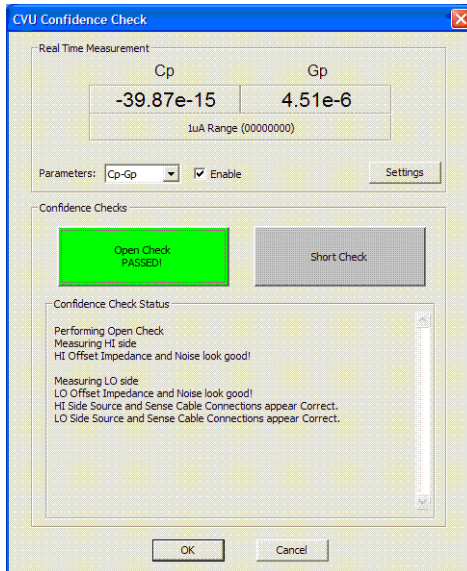 CVU Confidence Check
Real Time Measurement
Cp Gp
-39.87e-15 4.51e-6
1uA Range (00000000)
Parameters: Cp-Gp Enable Settings
Confidence Checks
Open Check
PASSED!
Short Check
Confidence Check Status
Performing Open Check
Measuring HI side
HI Offset Impedance and Noise look good!
Measuring LO side
LO Offset Impedance and Noise look good!
HI Side Source and Sense Cable Connections appear Correct.
LO Side Source and Sense Cable Connections appear Correct.
OK Cancel